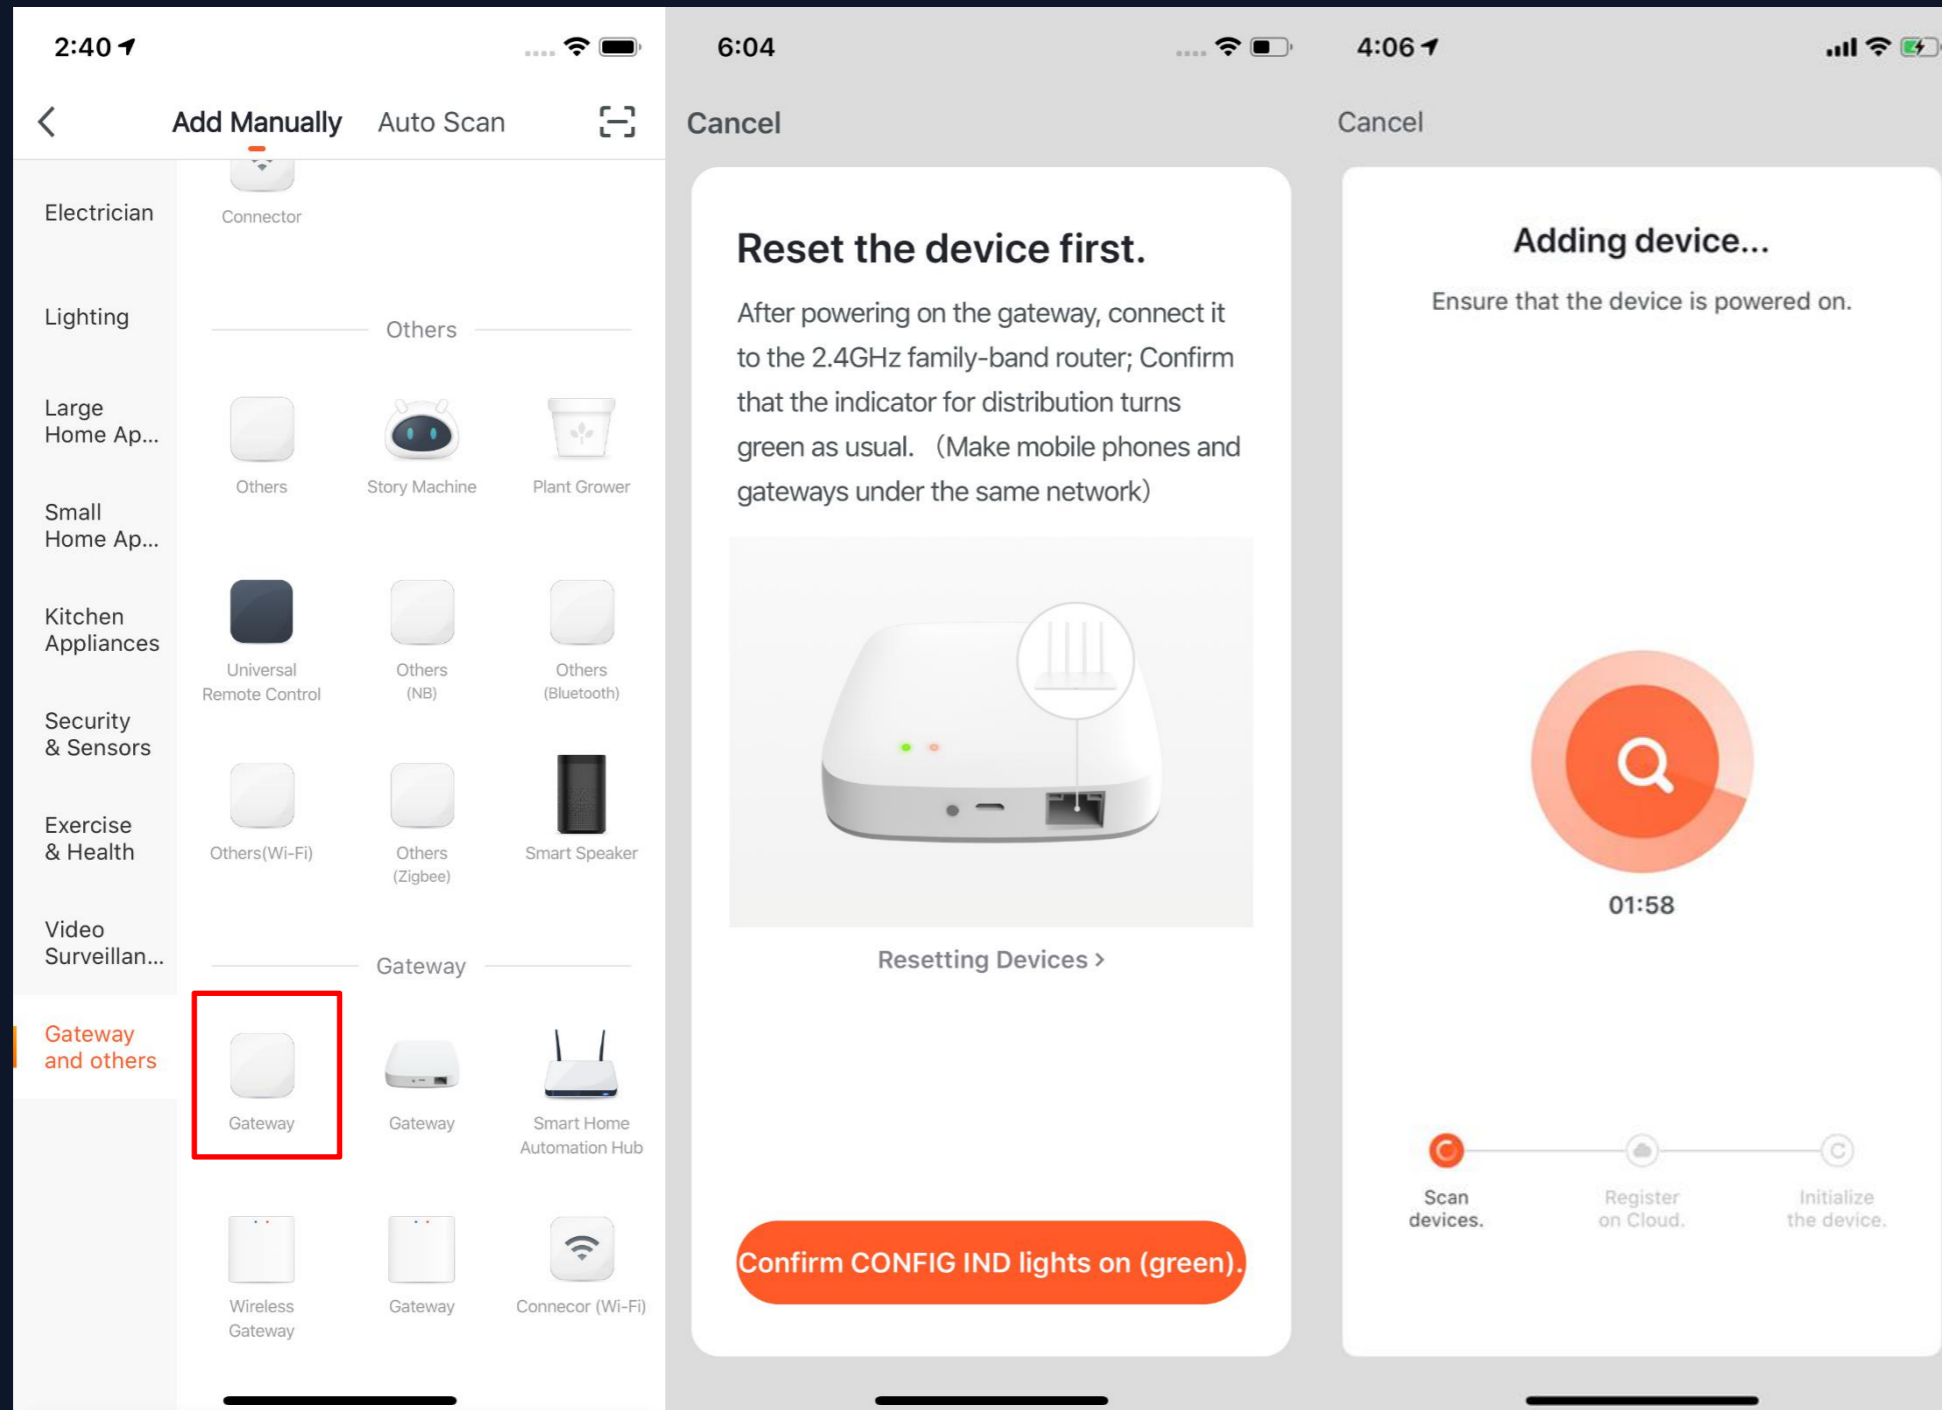 2:40
Add Manually
Auto Scan
Electrician
Lighting
Large
Home Ap...
Small
Home Ap...
Kitchen
Appliances
Security
& Sensors
Exercise
& Health
Video
Surveillan...
Gateway
and others
Connector
Others
Others
Story Machine
Plant Grower
Universal
Remote Control
Others
(NB)
Others
(Bluetooth)
Others(Wi-Fi)
Others
(Zigbee)
Smart Speaker
Gateway
Gateway
Gateway
Smart Home
Automation Hub
Wireless
Gateway
Gateway
Connecor (Wi-Fi)
6:04
Cancel
Reset the device first.
After powering on the gateway, connect it
to the 2.4GHz family-band router; Confirm
that the indicator for distribution turns
green as usual.（Make mobile phones and
gateways under the same network）
Resetting Devices >
Confirm CONFIG IND lights on (green).
4:06
Cancel
Adding device...
Ensure that the device is powered on.
01:58
Scan
devices.
Register
on Cloud.
Initialize
the device.